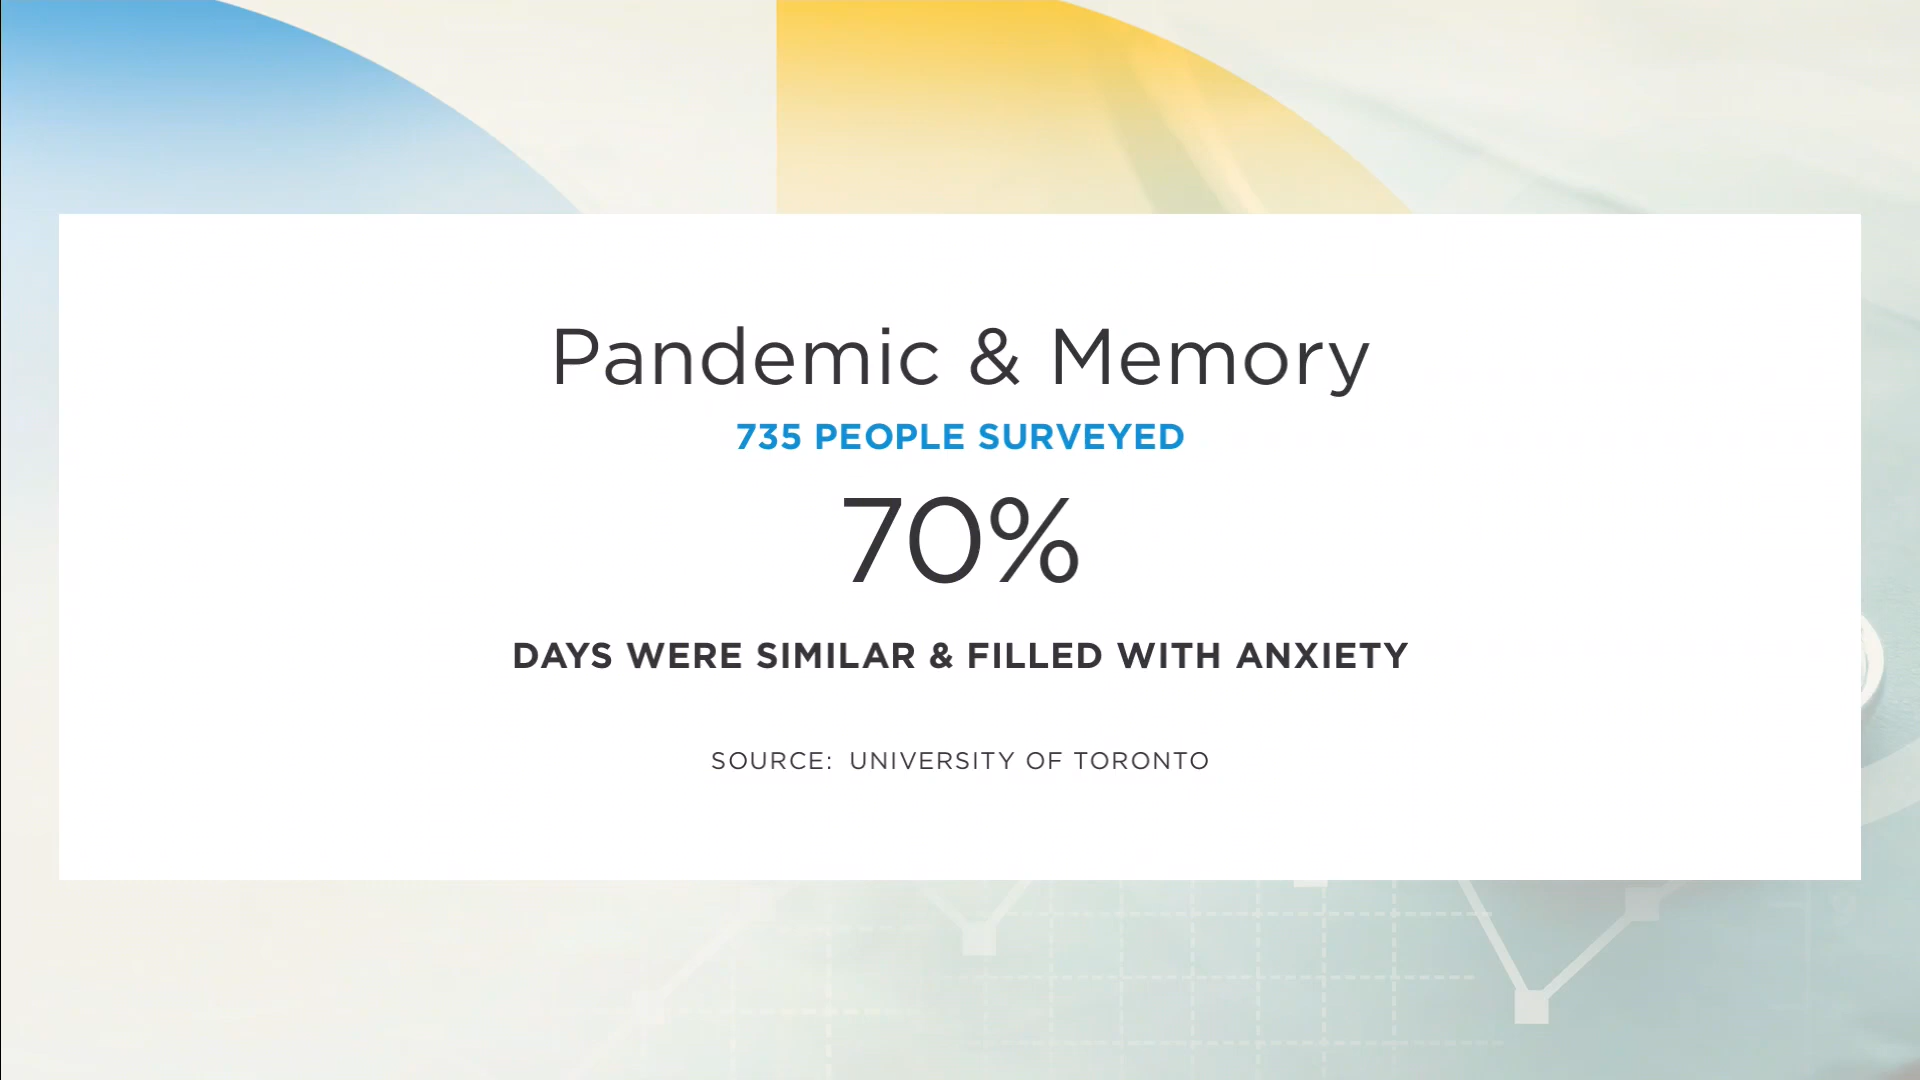 Pandemic & Memory
735 PEOPLE SURVEYED
70%
DAYS WERE SIMILAR & FILLED WITH ANXIETY
SOURCE: UNIVERSITY OF TORONTO